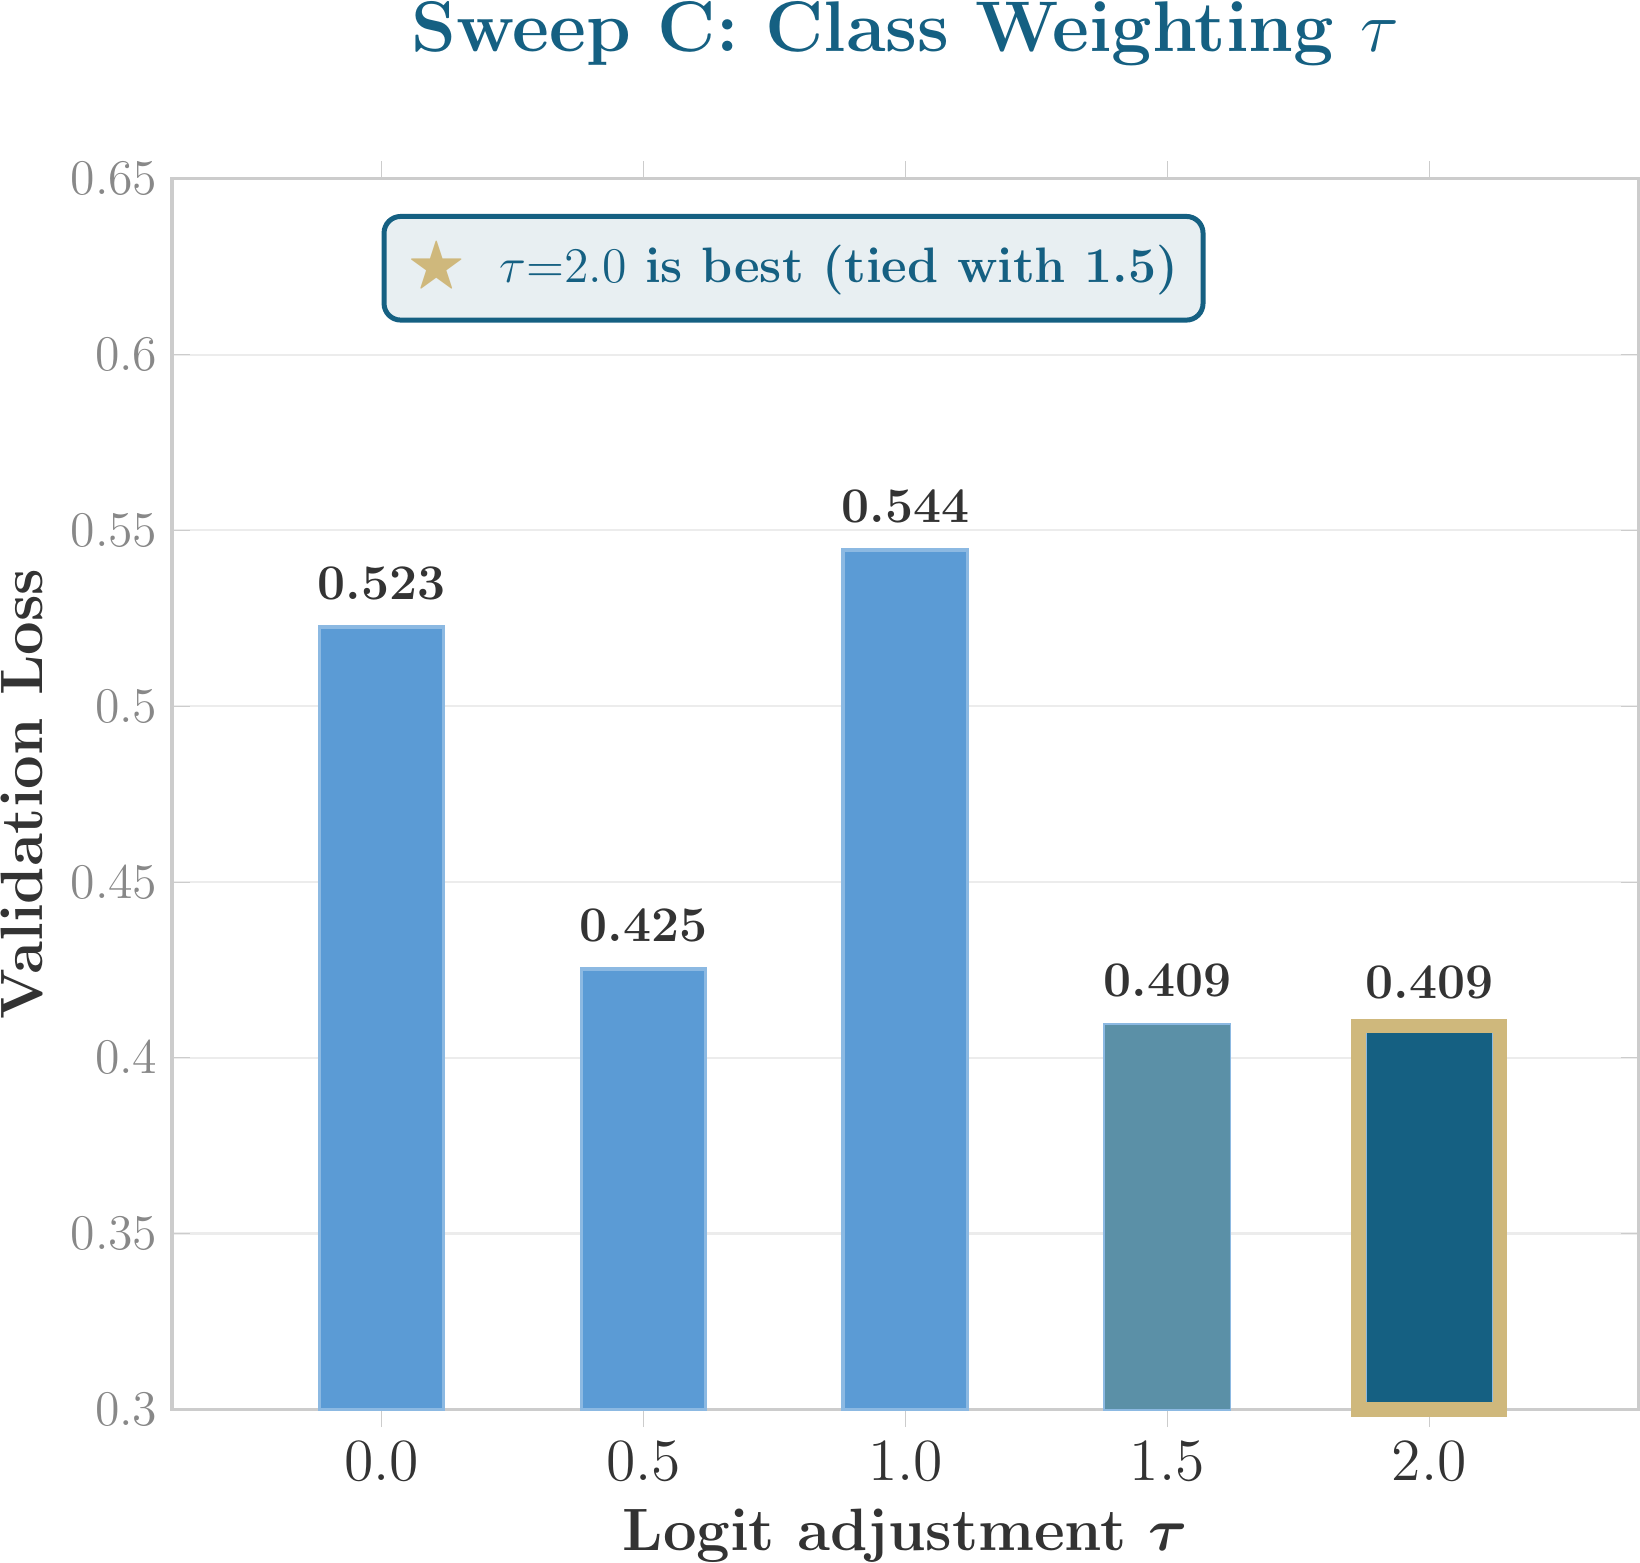 Sweep C: Class Weighting τ
0.65
0.6
0.55
0.5
0.45
0.4
0.35
0.3
Validation Loss
τ=2.0 is best (tied with 1.5)
0.523
0.425
0.544
0.409
0.409
0.0 0.5 1.0 1.5 2.0
Logit adjustment τ